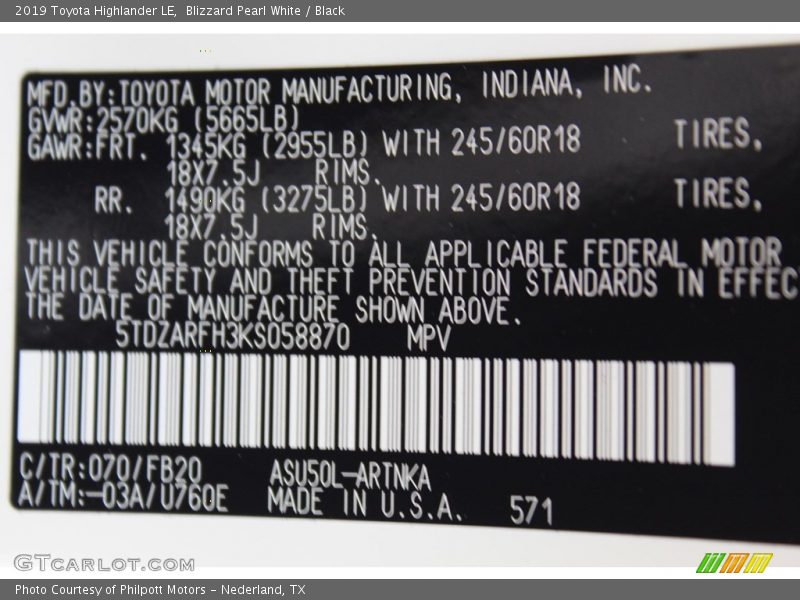 2019 Toyota Highlander LE,  Blizzard Pearl White / Black
MFD.BY:TOYOTA MOTOR MANUFACTURING, INDIANA, INC.
GVWR:2570KG (5665LB)
GAWR:FRT. 1345KG (2955LB) WITH 245/60R18 TIRES,
18X7.5J RIMS.
RR. 1490KG (3275LB) WITH 245/60R18 TIRES,
18X7.5J RIMS.
THIS VEHICLE CONFORMS TO ALL APPLICABLE FEDERAL MOTOR
VEHICLE SAFETY AND THEFT PREVENTION STANDARDS IN EFFEC
THE DATE OF MANUFACTURE SHOWN ABOVE.
5TDZARFH3KS058870 MPV
C/TR:070/FB20 ASU50L-ARTNKA
A/TM:-03A/U760E MADE IN U.S.A. 571
GTCARLOT.COM
Photo Courtesy of Philpott Motors - Nederland, TX